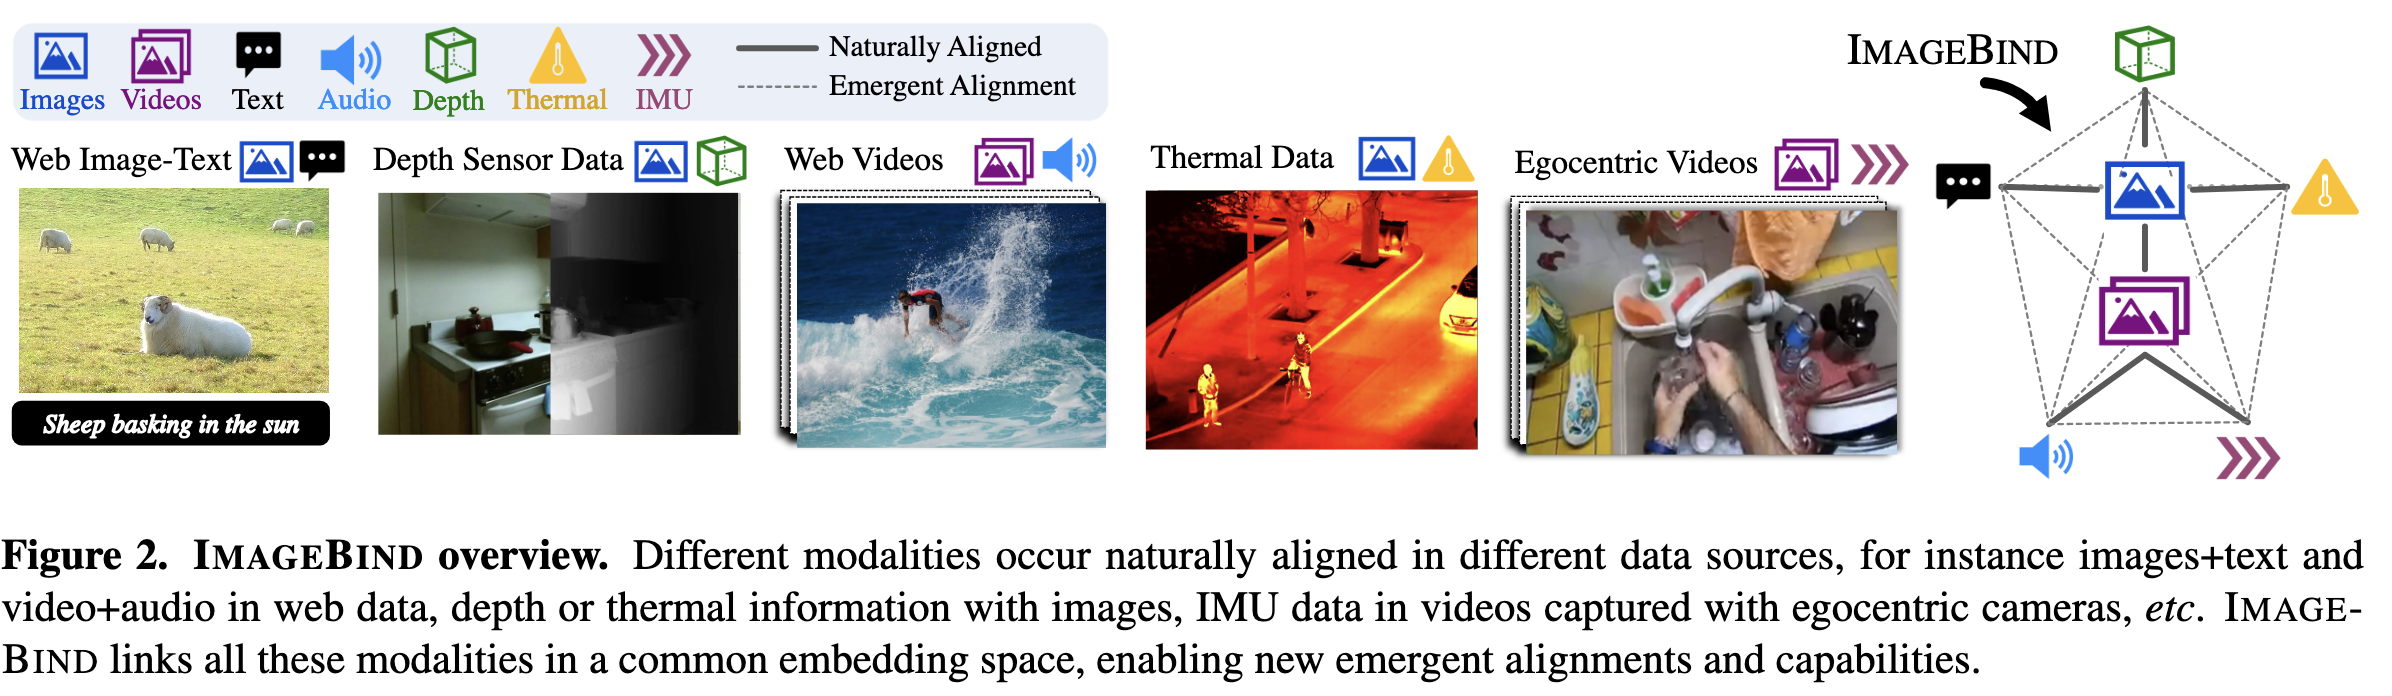 Images Videos Text Audio Depth Thermal IMU
Naturally Aligned
Emergent Alignment
IMAGEBIND
Web Image-Text
Depth Sensor Data
Web Videos
Thermal Data
Egocentric Videos
Sheep basking in the sun
Figure 2. IMAGEBIND overview. Different modalities occur naturally aligned in different data sources, for instance images+text and
video+audio in web data, depth or thermal information with images, IMU data in videos captured with egocentric cameras, etc. IMAGE-
BIND links all these modalities in a common embedding space, enabling new emergent alignments and capabilities.